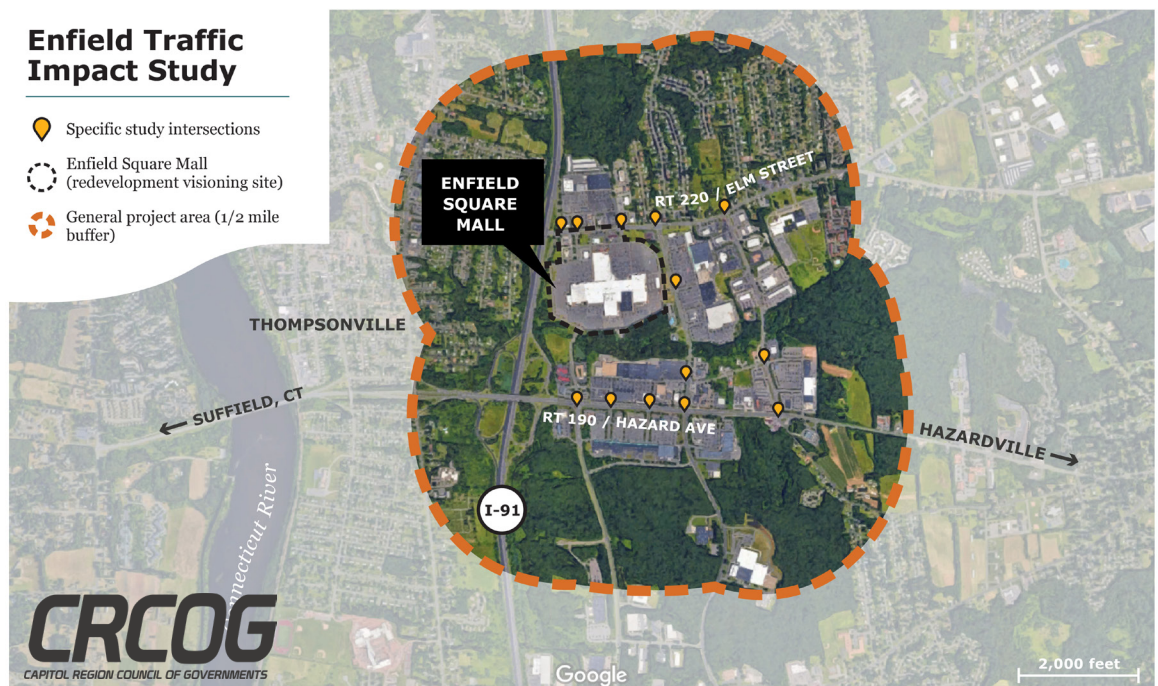 Enfield Traffic
Impact Study
Specific study intersections
Enfield Square Mall
(redevelopment visioning site)
General project area (1/2 mile
buffer)
ENFIELD
SQUARE
MALL
RT 220 / ELM STREET
THOMPSONVILLE
SUFFIELD, CT
RT 190 / HAZARD AVE
HAZARDVILLE
I-91
onnecticut River
CRCOG
CAPITOL REGION COUNCIL OF GOVERNMENTS
Google
2,000 feet